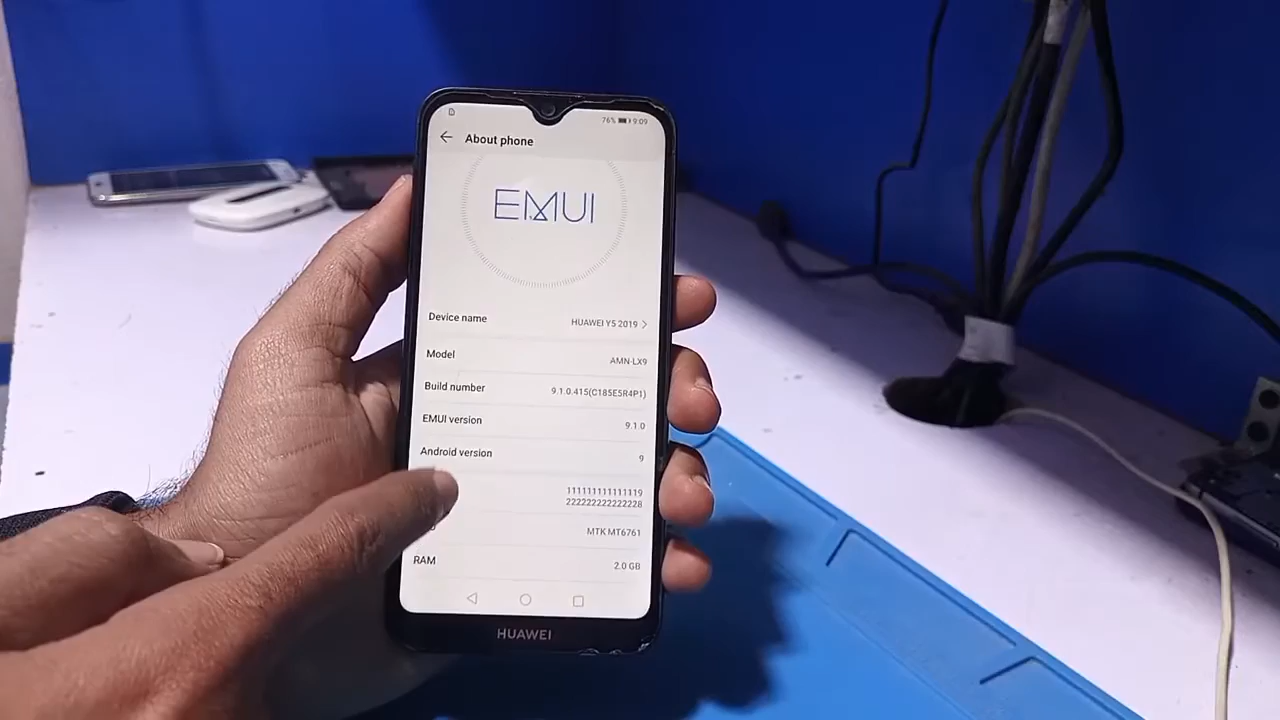 76% 9:09
About phone
EMUI
Device name HUAWEI Y5 2019
Model AMN-LX9
Build number 9.1.0.415(C185E5R4P1)
EMUI version 9.1.0
Android version 9
111111111111119
222222222222228
MTK MT6761
RAM 2.0 GB
HUAWEI